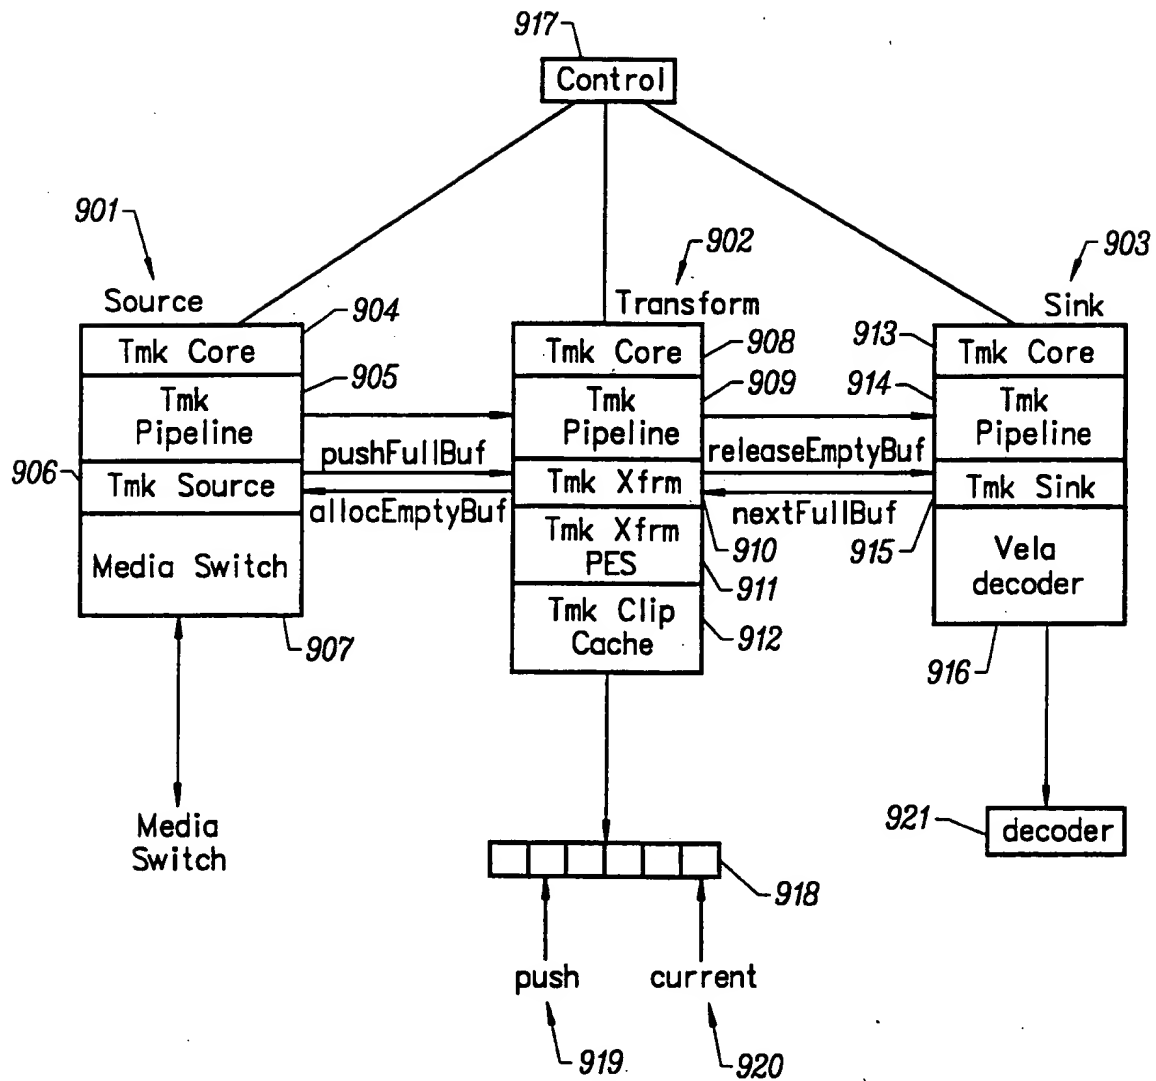 917
Control
901
902
903
Source
904
Transform
Sink
Tmk Core
Tmk Core
908
913
Tmk Core
905
909
914
Tmk
Pipeline
Tmk
Pipeline
Tmk
Pipeline
906
pushFullBuf
releaseEmptyBuf
Tmk Source
Tmk Xfrm
Tmk Sink
allocEmptyBuf
nextFullBuf
910
915
Media Switch
Tmk Xfrm
PES
911
Vela
decoder
907
Tmk Clip
Cache
912
916
Media
Switch
921
decoder
918
push
current
919
920